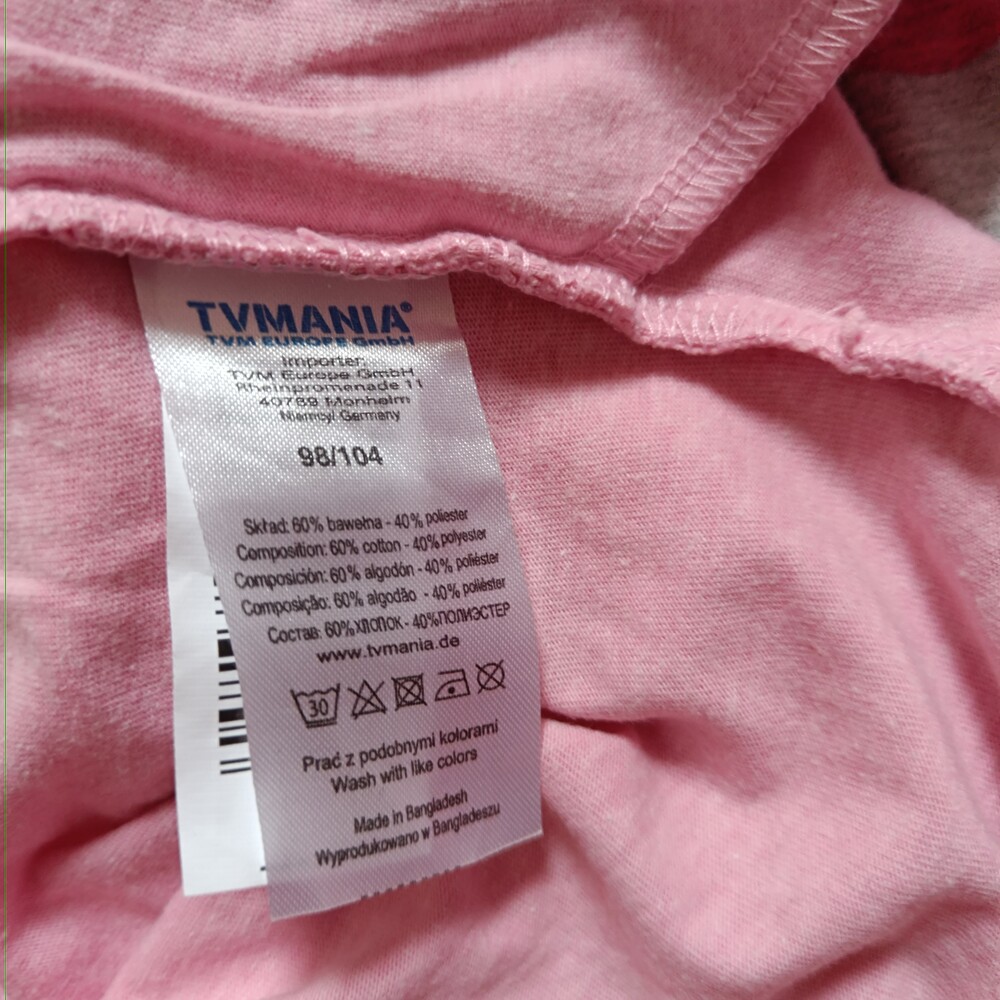 TVMANIA®
TVM EUROPE GmbH
Importer:
TVM Europe GmbH
Rheinpromenade 11
40789 Monheim
Niemcy/Germany
98/104
Skład: 60% bawełna - 40% poliester
Composition: 60% cotton - 40% polyester
Composición: 60% algodón - 40% poliéster
Composição: 60% algodão - 40% poliéster
Состав: 60%ХЛОПОК - 40%ПОЛИЭСТЕР
www.tvmania.de
30
Prać z podobnymi kolorami
Wash with like colors
Made in Bangladesh
Wyprodukowano w Bangladeszu